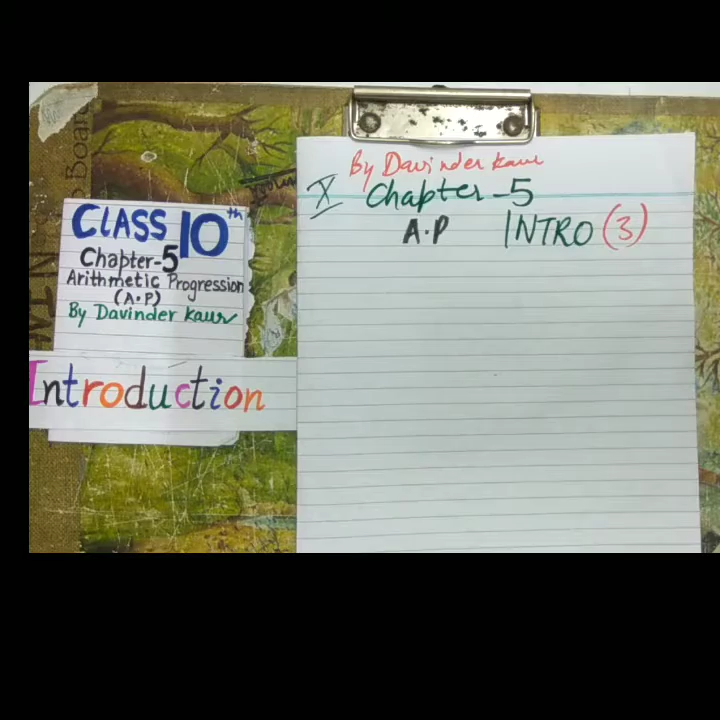 CLASS 10th
Chapter-5
Arithmetic Progression
(A.P)
By Davinder Kaur
Introduction
By Davinder Kaur
X Chapter-5
A.P INTRO (3)